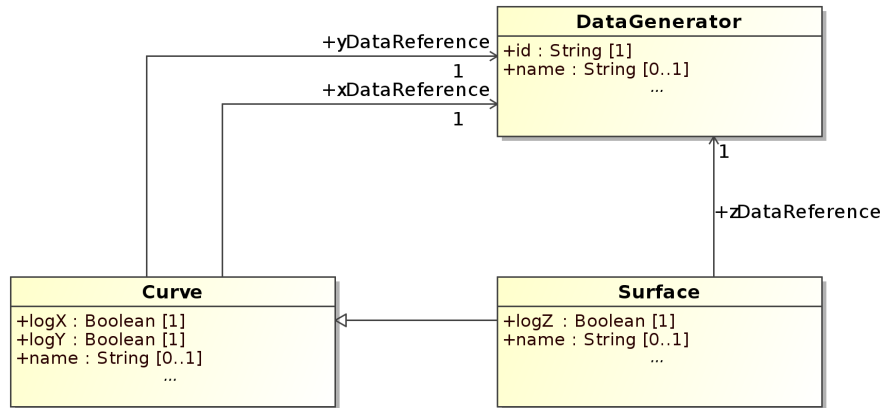 DataGenerator
+id : String [1]
+name : String [0..1]
...
+yDataReference
1
+xDataReference
1
1
+zDataReference
Curve
+logX : Boolean [1]
+logY : Boolean [1]
+name : String [0..1]
...
Surface
+logZ : Boolean [1]
+name : String [0..1]
...